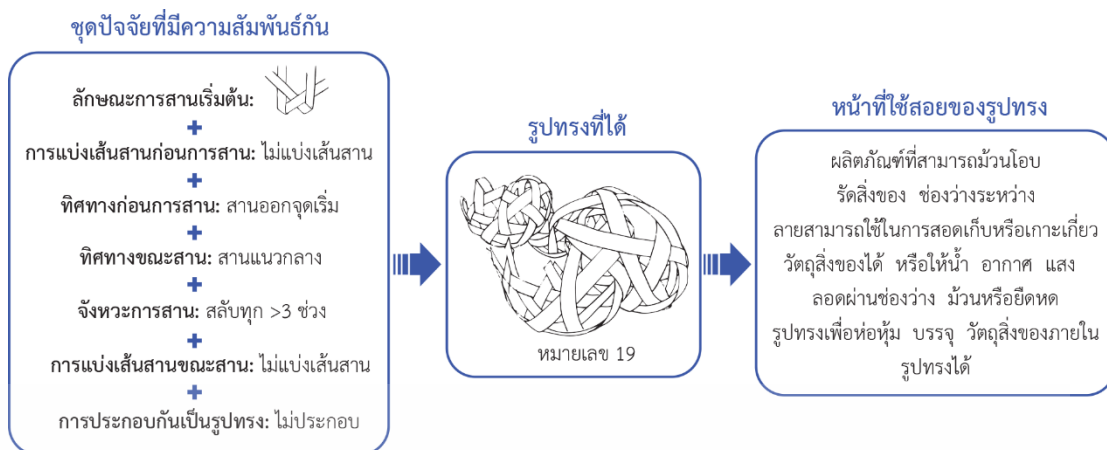 ชุดปัจจัยที่มีความสัมพันธ์กัน
ลักษณะการสานเริ่มต้น:
+
การแบ่งเส้นสานก่อนการสาน: ไม่แบ่งเส้นสาน
+
ทิศทางก่อนการสาน: สานออกจุดเริ่ม
+
ทิศทางขณะสาน: สานแนวกลาง
+
จังหวะการสาน: สลับทุก >3 ช่วง
+
การแบ่งเส้นสานขณะสาน: ไม่แบ่งเส้นสาน
+
การประกอบกันเป็นรูปทรง: ไม่ประกอบ
รูปทรงที่ได้
หมายเลข 19
หน้าที่ใช้สอยของรูปทรง
ผลิตภัณฑ์ที่สามารถม้วนโอบ
รัดสิ่งของ ช่องว่างระหว่าง
ลายสามารถใช้ในการสอดเก็บหรือเกาะเกี่ยว
วัตถุสิ่งของได้ หรือให้น้ำ อากาศ แสง
ลอดผ่านช่องว่าง ม้วนหรือยืดหด
รูปทรงเพื่อห่อหุ้ม บรรจุ วัตถุสิ่งของภายใน
รูปทรงได้